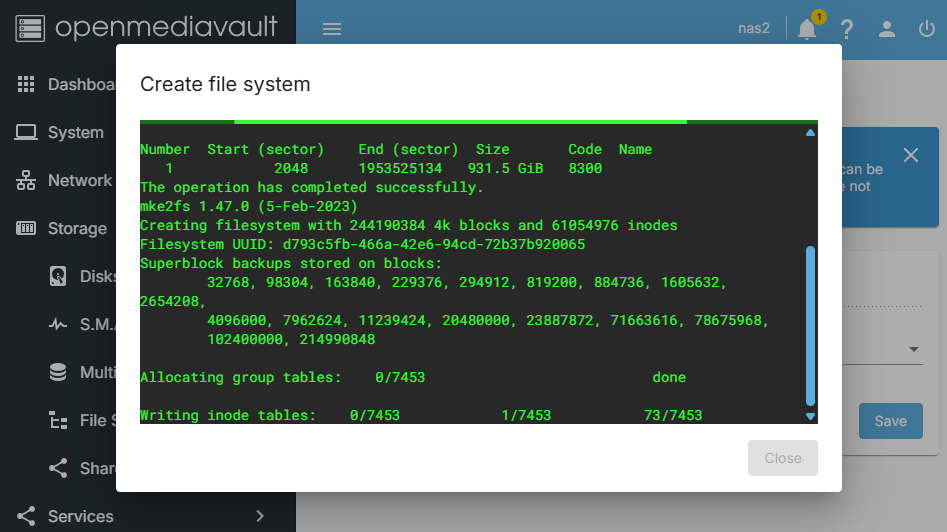 openmediavault
nas2
1
Dashboa
System
Network
Storage
Disks
S.M.A
Multi
File S
Shar
Services
can be
e not
Save
Create file system
Number Start (sector) End (sector) Size Code Name
1 2048 1953525134 931.5 GiB 8300
The operation has completed successfully.
mke2fs 1.47.0 (5-Feb-2023)
Creating filesystem with 244190384 4k blocks and 61054976 inodes
Filesystem UUID: d793c5fb-466a-42e6-94cd-72b37b920065
Superblock backups stored on blocks:
32768, 98304, 163840, 229376, 294912, 819200, 884736, 1605632,
2654208,
4096000, 7962624, 11239424, 20480000, 23887872, 71663616, 78675968,
102400000, 214990848
Allocating group tables: 0/7453 done
Writing inode tables: 0/7453 1/7453 73/7453
Close